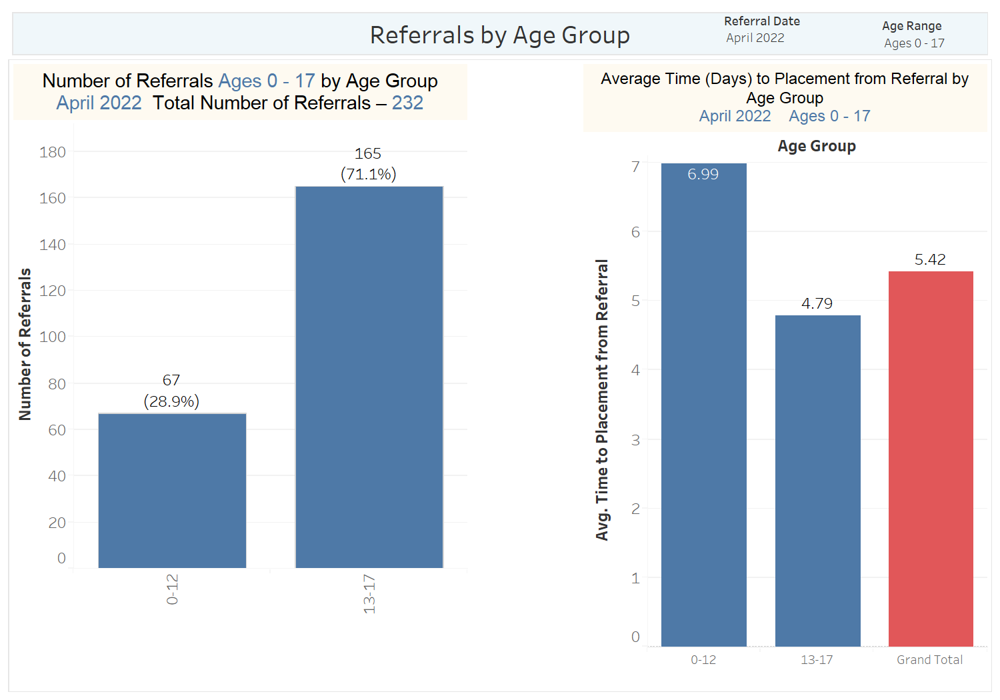 Referrals by Age Group
Referral Date
April 2022
Age Range
Ages 0 - 17
Number of Referrals Ages 0 - 17 by Age Group
April 2022 Total Number of Referrals – 232
180
160
140
120
100
80
60
40
20
0
Number of Referrals
67
(28.9%)
165
(71.1%)
0-12
13-17
Average Time (Days) to Placement from Referral by
Age Group
April 2022 Ages 0 - 17
Age Group
7
6
5
4
3
2
1
0
Avg. Time to Placement from Referral
6.99
4.79
5.42
0-12
13-17
Grand Total